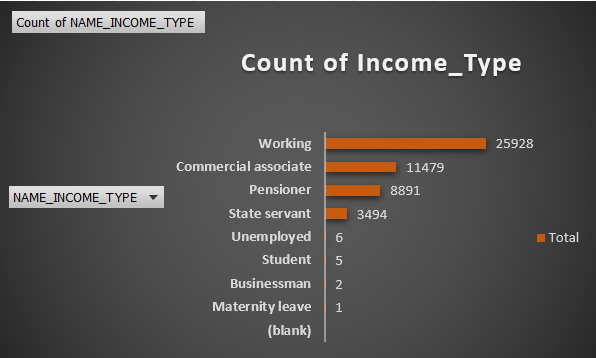 Count of NAME_INCOME_TYPE
Count of Income_Type
NAME_INCOME_TYPE
Working 25928
Commercial associate 11479
Pensioner 8891
State servant 3494
Unemployed 6
Student 5
Businessman 2
Maternity leave 1
(blank)
Total